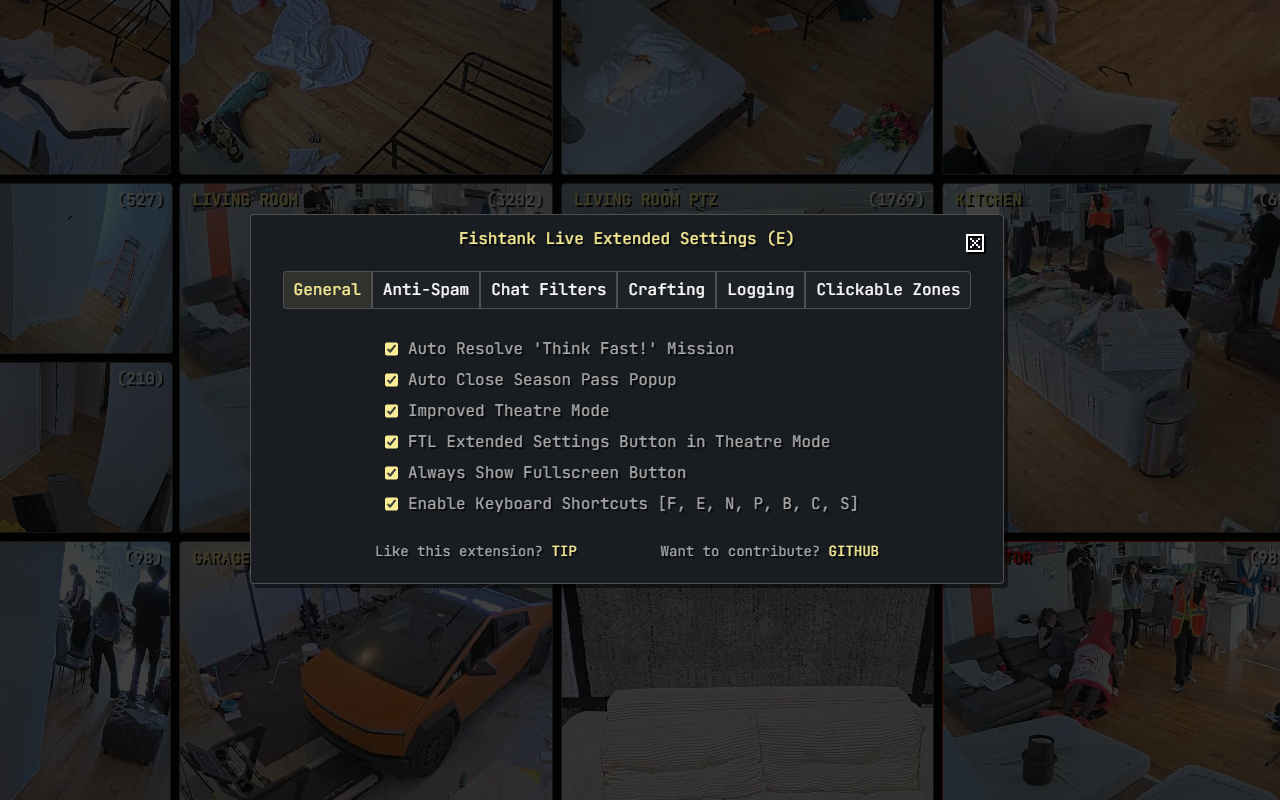 (527)
LIVING ROOM
(3202)
LIVING ROOM PTZ
(1769)
KITCHEN
Fishtank Live Extended Settings (E)
General
Anti-Spam
Chat Filters
Crafting
Logging
Clickable Zones
Auto Resolve 'Think Fast!' Mission
Auto Close Season Pass Popup
(210)
Improved Theatre Mode
FTL Extended Settings Button in Theatre Mode
Always Show Fullscreen Button
Enable Keyboard Shortcuts [F, E, N, P, B, C, S]
Like this extension? TIP
Want to contribute? GITHUB
(98)
GARAGE